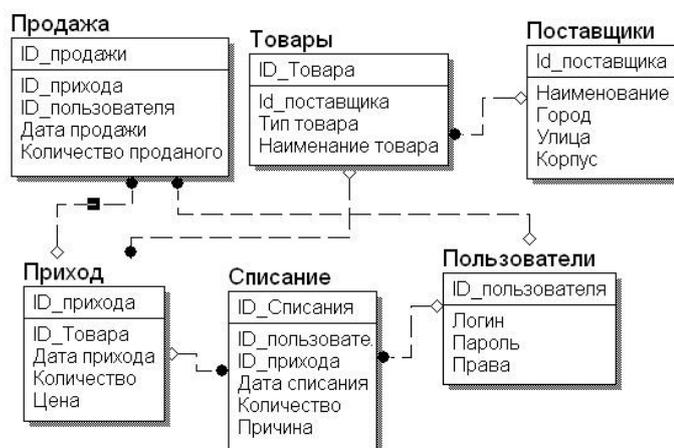 Продажа
ID_продажи
ID_прихода
ID_пользователя
Дата продажи
Количество проданого
Товары
ID_Товара
Id_поставщика
Тип товара
Наименание товара
Поставщики
Id_поставщика
Наименование
Город
Улица
Корпус
Приход
ID_прихода
ID_Товара
Дата прихода
Количество
Цена
Списание
ID_Списания
ID_пользовате.
ID_прихода
Дата списания
Количество
Причина
Пользователи
ID_пользователя
Логин
Пароль
Права